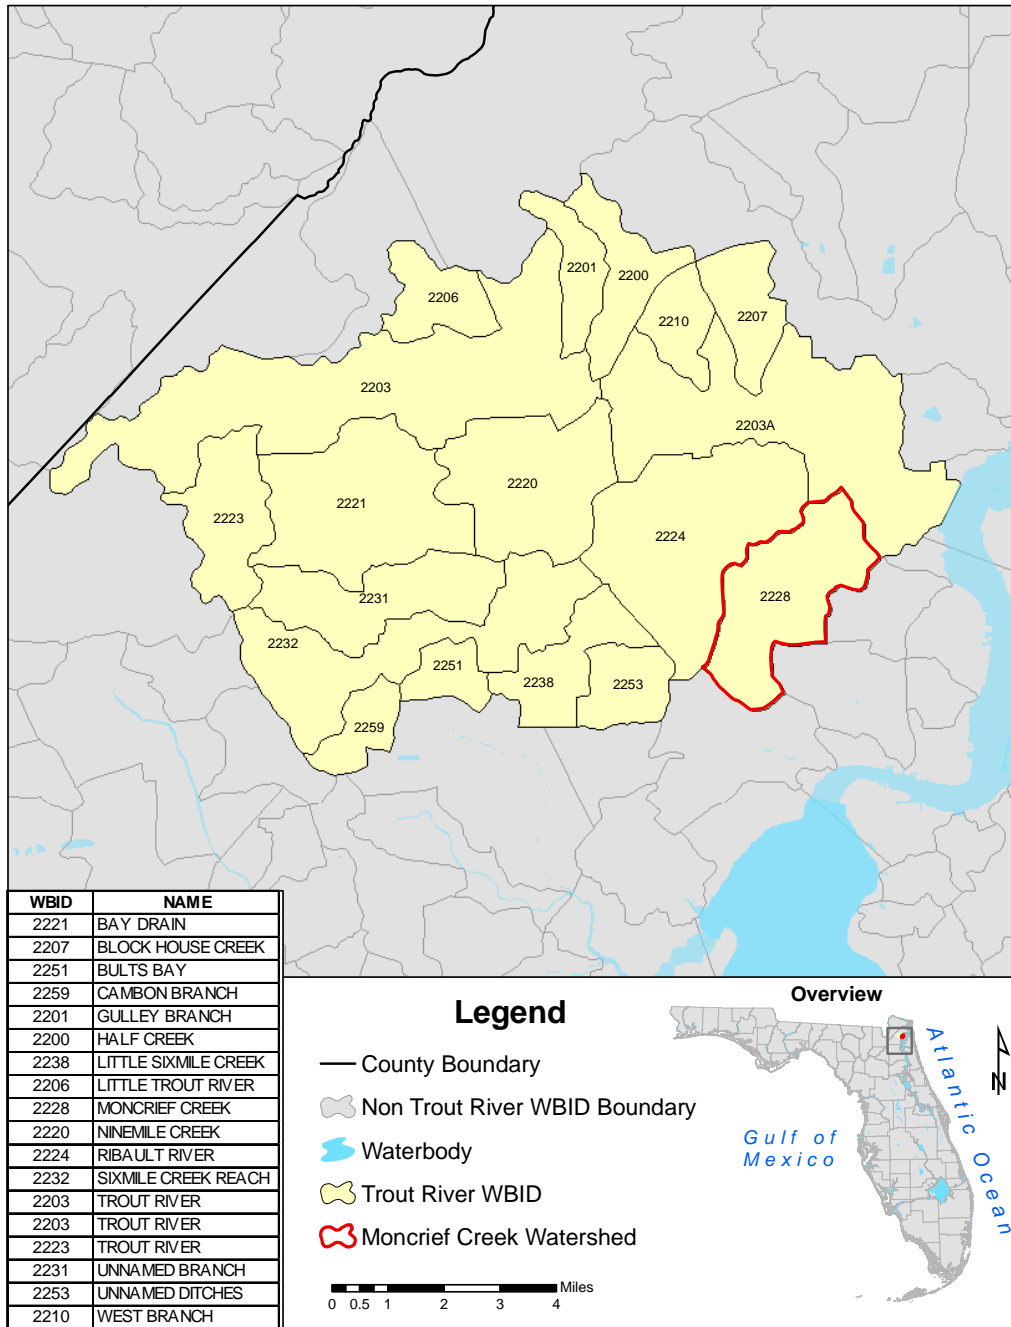 2201
2200
2206
2210
2207
2203
2203A
2220
2221
2223
2224
2231
2228
2232
2251
2238
2253
2259
WBID NAME
2221 BAY DRAIN
2207 BLOCK HOUSE CREEK
2251 BULTS BAY
2259 CAMBON BRANCH
2201 GULLEY BRANCH
2200 HALF CREEK
2238 LITTLE SIXMILE CREEK
2206 LITTLE TROUT RIVER
2228 MONCRIEF CREEK
2220 NINEMILE CREEK
2224 RIBAULT RIVER
2232 SIXMILE CREEK REACH
2203 TROUT RIVER
2203 TROUT RIVER
2223 TROUT RIVER
2231 UNNAMED BRANCH
2253 UNNAMED DITCHES
2210 WEST BRANCH
Legend
County Boundary
Non Trout River WBID Boundary
Waterbody
Trout River WBID
Moncrief Creek Watershed
Miles
0 0.5 1 2 3 4
Overview
Gulf of
Mexico
Atlantic Ocean
N